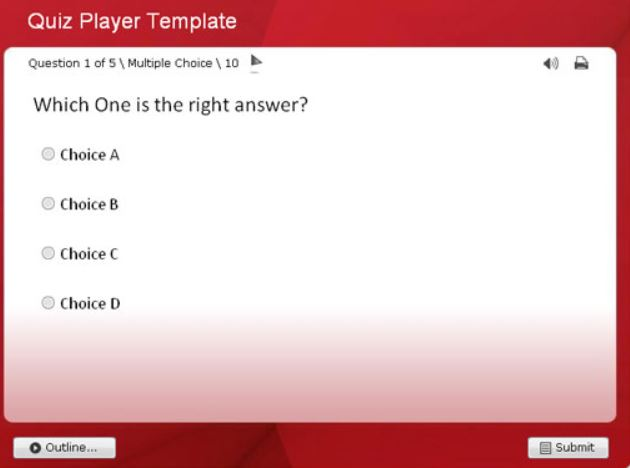 Quiz Player Template
Question 1 of 5 \ Multiple Choice \ 10
Which One is the right answer?
Choice A
Choice B
Choice C
Choice D
Outline...
Submit